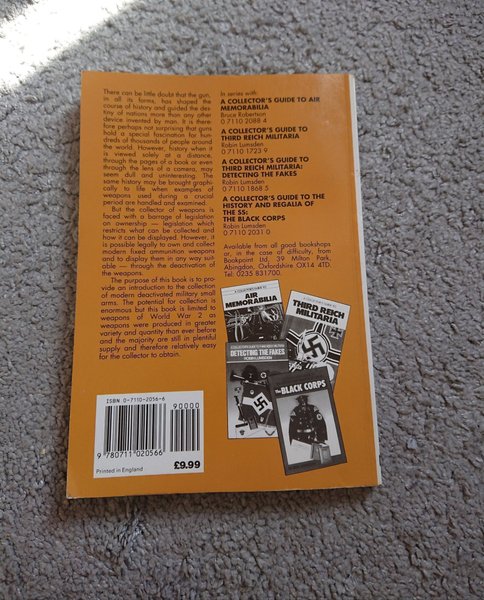 There can be little doubt that the gun,
in all its forms, has shaped the
course of history and guided the
destiny of nations more than any other
device invented by man. It is there
fore perhaps not surprising that guns
hold a special fascination for hun-
dreds of thousands of people around
the world. However, history when it
is viewed solely at a distance,
through the pages of a book or even
through the lens of a camera, may
seem dull and uninteresting. The
same history may be brought graphic-
ally to life when examples of
weapons used during a crucial
period are handled and examined.
But the collector of weapons is
faced with a barrage of legislation
on ownership — legislation which
restricts what can be collected and
how it can be displayed. However, it
is possible legally to own and collect
modern fixed ammunition weapons
and to display them in any way suit
able — through the deactivation of
the weapons.
The purpose of this book is to pro-
vide an introduction to the collection
of modern deactivated military small
arms. The potential for collection is
enormous but this book is limited to
weapons of World War 2 as
weapons were produced in greater
variety and quantity than ever before
and the majority are still in plentiful
supply and therefore relatively easy
for the collector to obtain.
In series with:
A COLLECTOR'S GUIDE TO AIR
MEMORABILIA
Bruce Robertson
0 7110 2088 4
A COLLECTOR'S GUIDE TO
THIRD REICH MILITARIA
Robin Lumsden
0 7110 1723 9
A COLLECTOR'S GUIDE TO
THIRD REICH MILITARIA:
DETECTING THE FAKES
Robin Lumsden
0 7110 1868 5
A COLLECTOR'S GUIDE TO THE
HISTORY AND REGALIA OF
THE SS:
THE BLACK CORPS
Robin Lumsden
0 7110 2031 0
Available from all good bookshops
or, in the case of difficulty, from
Bookpoint Ltd, 39 Milton Park,
Abingdon, Oxfordshire OX14 4TD.
Tel: 0235 831700.
A COLLECTOR'S GUIDE TO
AIR
MEMORABILIA
A COLLECTOR'S GUIDE TO
THIRD REICH
MILITARIA
DETECTING THE FAKES
ROBIN LUMSDEN
THE BLACK CORPS
ISBN 0-7110-2056-6
90000
9 780711 020566
Printed in England
£9.99